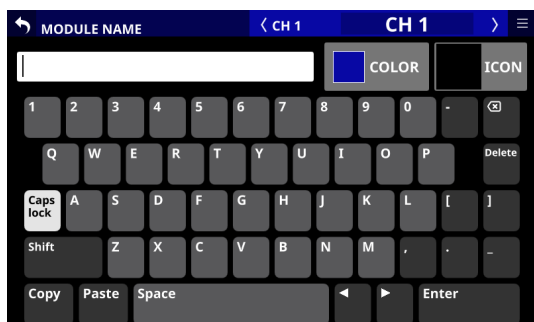 MODULE NAME 〈 CH 1 CH 1 〉
COLOR ICON
1 2 3 4 5 6 7 8 9 0 -
Q W E R T Y U I O P Delete
Caps lock A S D F G H J K L [ ]
Shift Z X C V B N M , . _
Copy Paste Space ◄ ► Enter